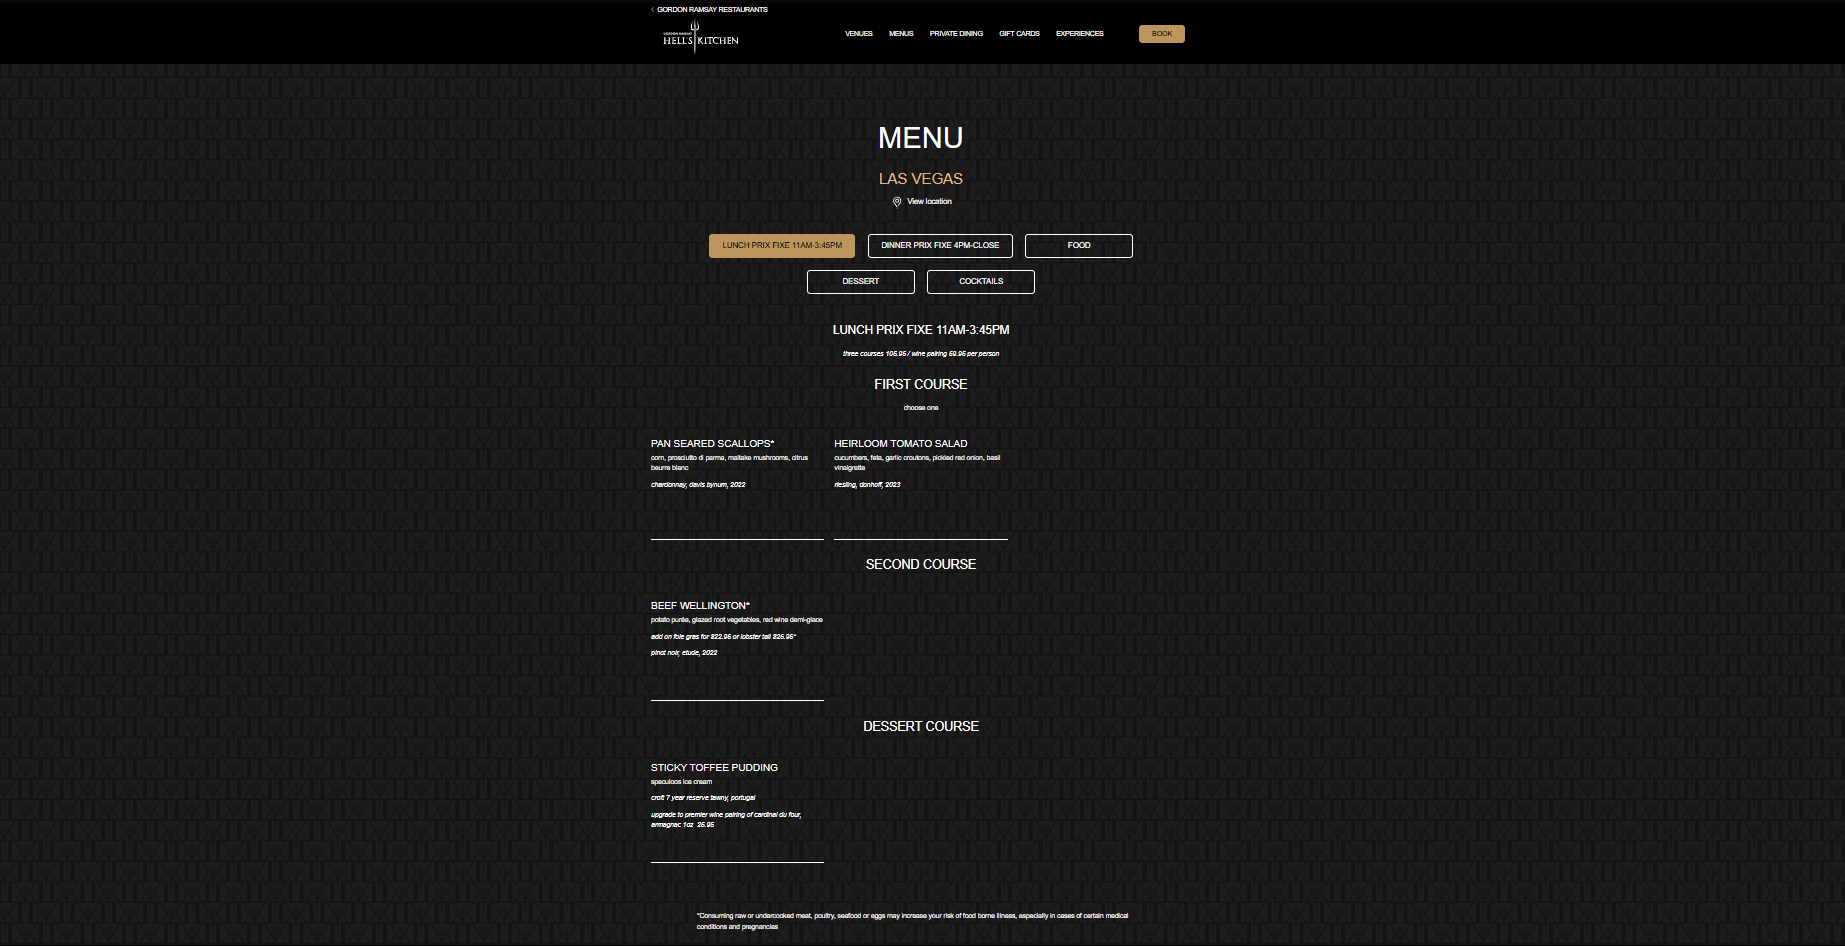 GORDON RAMSAY RESTAURANTS
GORDON RAMSAY
HELL'S KITCHEN
VENUES MENUS PRIVATE DINING GIFT CARDS EXPERIENCES BOOK
MENU
LAS VEGAS
View location
LUNCH PRIX FIXE 11AM-3:45PM DINNER PRIX FIXE 4PM-CLOSE FOOD
DESSERT COCKTAILS
LUNCH PRIX FIXE 11AM-3:45PM
three courses 105.95 / wine pairing 59.95 per person
FIRST COURSE
choose one
PAN SEARED SCALLOPS*
corn, prosciutto di parma, maitake mushrooms, citrus
beurre blanc
chardonnay, davis bynum, 2022
HEIRLOOM TOMATO SALAD
cucumbers, feta, garlic croutons, pickled red onion, basil
vinaigrette
riesling, donhoff, 2023
SECOND COURSE
BEEF WELLINGTON*
potato purée, glazed root vegetables, red wine demi-glace
add on foie gras for $22.95 or lobster tail $25.95*
pinot noir, etude, 2022
DESSERT COURSE
STICKY TOFFEE PUDDING
speculoos ice cream
croft 7 year reserve tawny, portugal
upgrade to premier wine pairing of cardinal du four,
armagnac 1oz 25.95
*Consuming raw or undercooked meat, poultry, seafood or eggs may increase your risk of food borne illness, especially in cases of certain medical
conditions and pregnancies